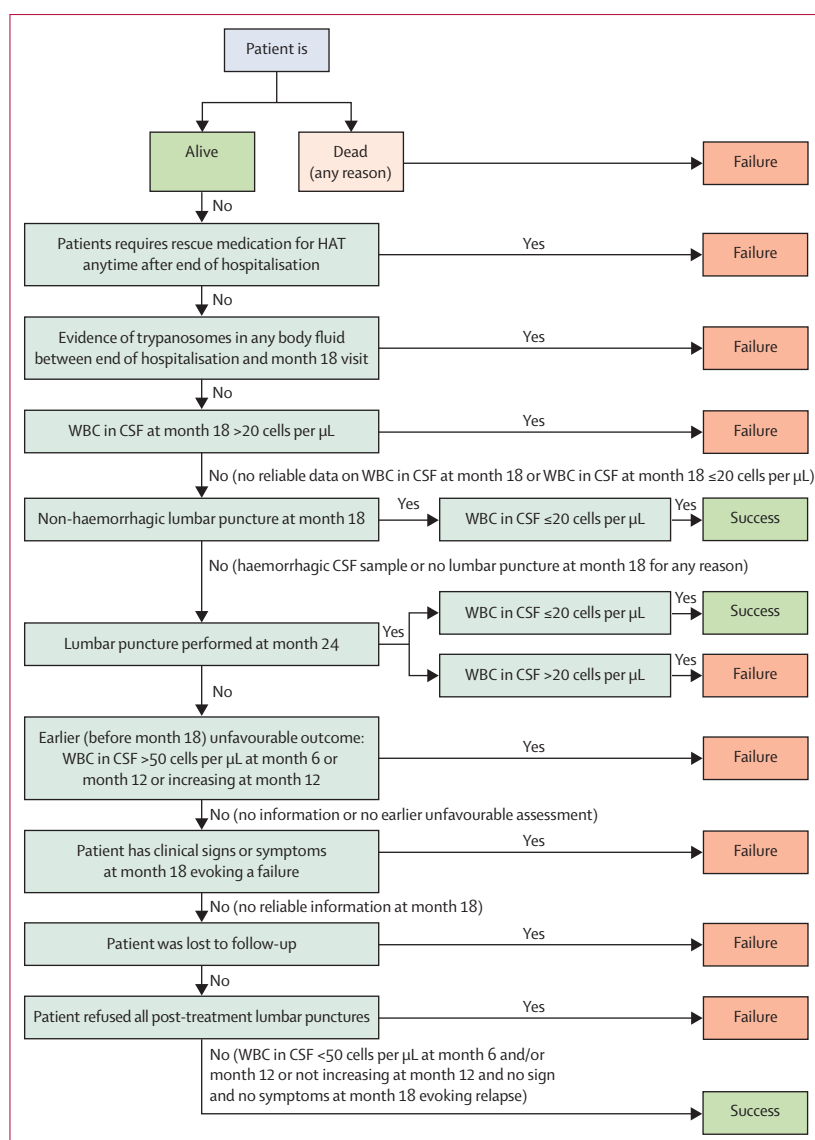 Patient is
Alive
Dead
(any reason)
Failure
No
Patients requires rescue medication for HAT
anytime after end of hospitalisation
Yes
Failure
No
Evidence of trypanosomes in any body fluid
between end of hospitalisation and month 18 visit
Yes
Failure
No
WBC in CSF at month 18 >20 cells per μL
Yes
Failure
No (no reliable data on WBC in CSF at month 18 or WBC in CSF at month 18 ≤20 cells per μL)
Non-haemorrhagic lumbar puncture at month 18
Yes
WBC in CSF ≤20 cells per μL
Yes
Success
No (haemorrhagic CSF sample or no lumbar puncture at month 18 for any reason)
Lumbar puncture performed at month 24
Yes
WBC in CSF ≤20 cells per μL
Yes
Success
WBC in CSF >20 cells per μL
Yes
Failure
No
Earlier (before month 18) unfavourable outcome:
WBC in CSF >50 cells per μL at month 6 or
month 12 or increasing at month 12
Yes
Failure
No (no information or no earlier unfavourable assessment)
Patient has clinical signs or symptoms
at month 18 evoking a failure
Yes
Failure
No (no reliable information at month 18)
Patient was lost to follow-up
Yes
Failure
No
Patient refused all post-treatment lumbar punctures
Yes
Failure
No (WBC in CSF <50 cells per μL at month 6 and/or
month 12 or not increasing at month 12 and no sign
and no symptoms at month 18 evoking relapse)
Success